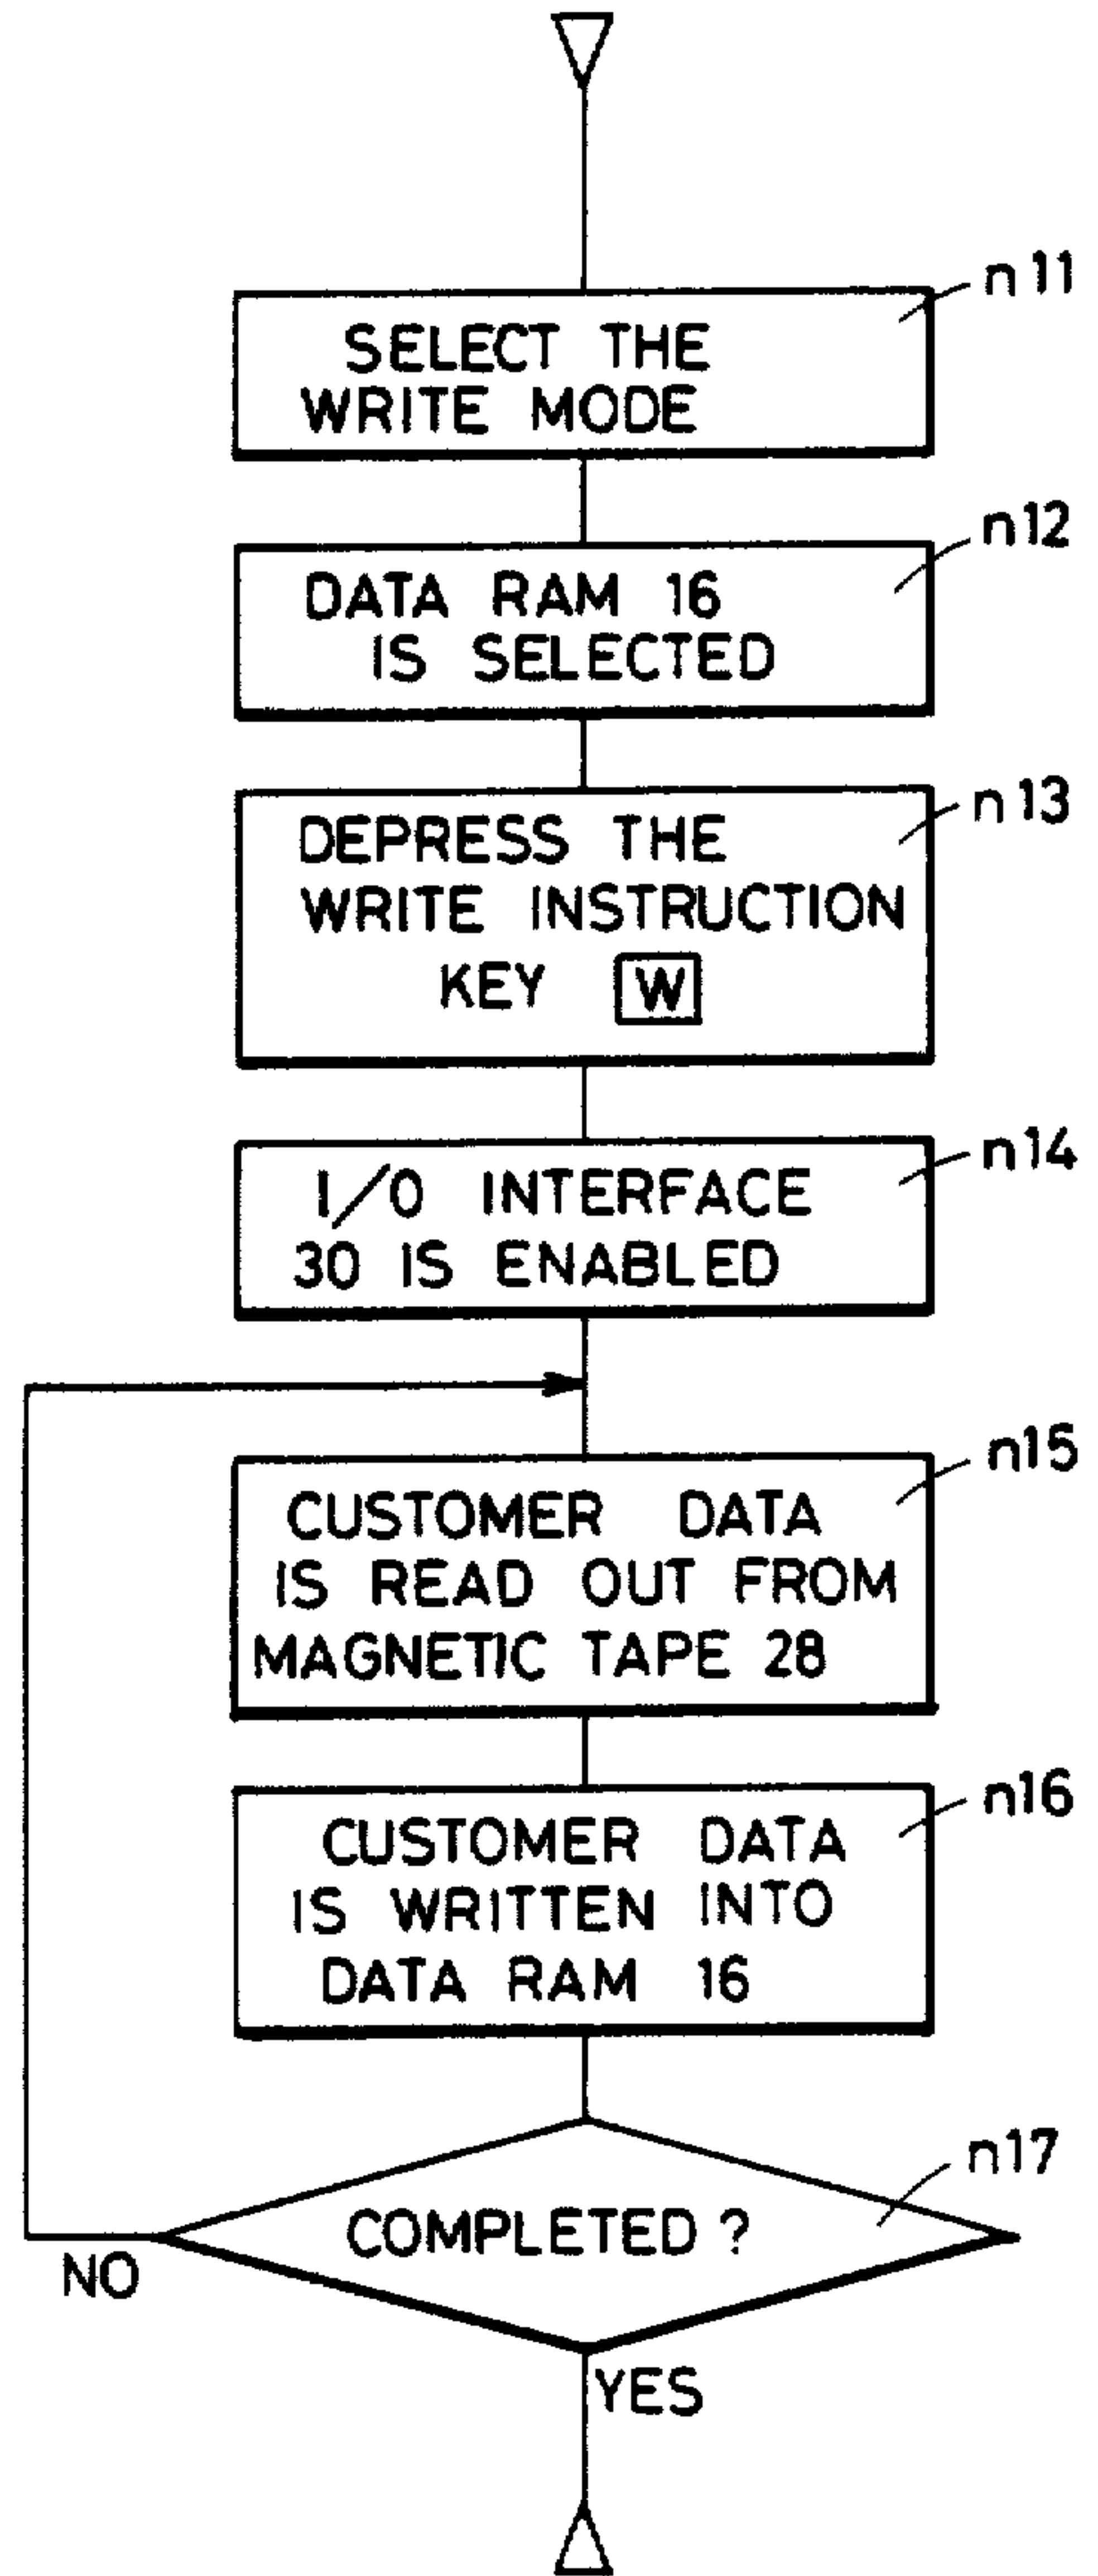 n11
SELECT THE
WRITE MODE
n12
DATA RAM 16
IS SELECTED
n13
DEPRESS THE
WRITE INSTRUCTION
KEY W
n14
I/O INTERFACE
30 IS ENABLED
n15
CUSTOMER DATA
IS READ OUT FROM
MAGNETIC TAPE 28
n16
CUSTOMER DATA
IS WRITTEN INTO
DATA RAM 16
n17
COMPLETED ?
NO
YES